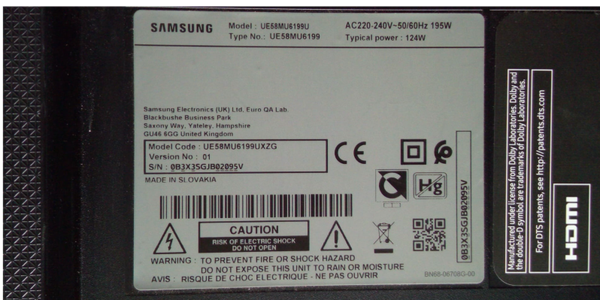 SAMSUNG
Model : UE58MU6199U
Type No.: UE58MU6199
AC220-240V~50/60Hz 195W
Typical power : 124W
Samsung Electronics (UK) Ltd, Euro QA Lab.
Blackbushe Business Park
Saxony Way, Yateley, Hampshire
GU46 6GG United Kingdom
Model Code : UE58MU6199UXZG
Version No : 01
S/N : 0B3X3SGJB02095V
MADE IN SLOVAKIA
CE
Hg
0B3X3SGJB02095V
CAUTION
RISK OF ELECTRIC SHOCK
DO NOT OPEN
WARNING : TO PREVENT FIRE OR SHOCK HAZARD
DO NOT EXPOSE THIS UNIT TO RAIN OR MOISTURE
AVIS : RISQUE DE CHOC ELECTRIQUE - NE PAS OUVRIR
BN68-06708G-00
Manufactured under license from Dolby Laboratories. Dolby and
the double-D symbol are trademarks of Dolby Laboratories.
For DTS patents, see http://patents.dts.com.
HDMI